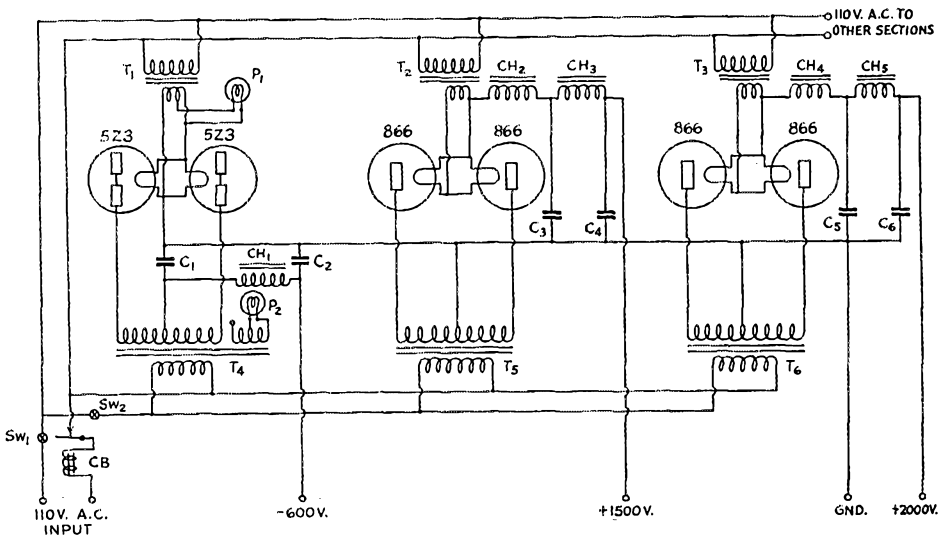 110V. A.C. TO
OTHER SECTIONS
T1
P1
T2
CH2
CH3
T3
CH4
CH5
5Z3
5Z3
866
866
866
866
C1
CH1
C2
C3
C4
C5
C6
P2
T4
T5
T6
SW2
SW1
CB
110V. A.C.
INPUT
-600V.
+1500V.
GND.
+2000V.